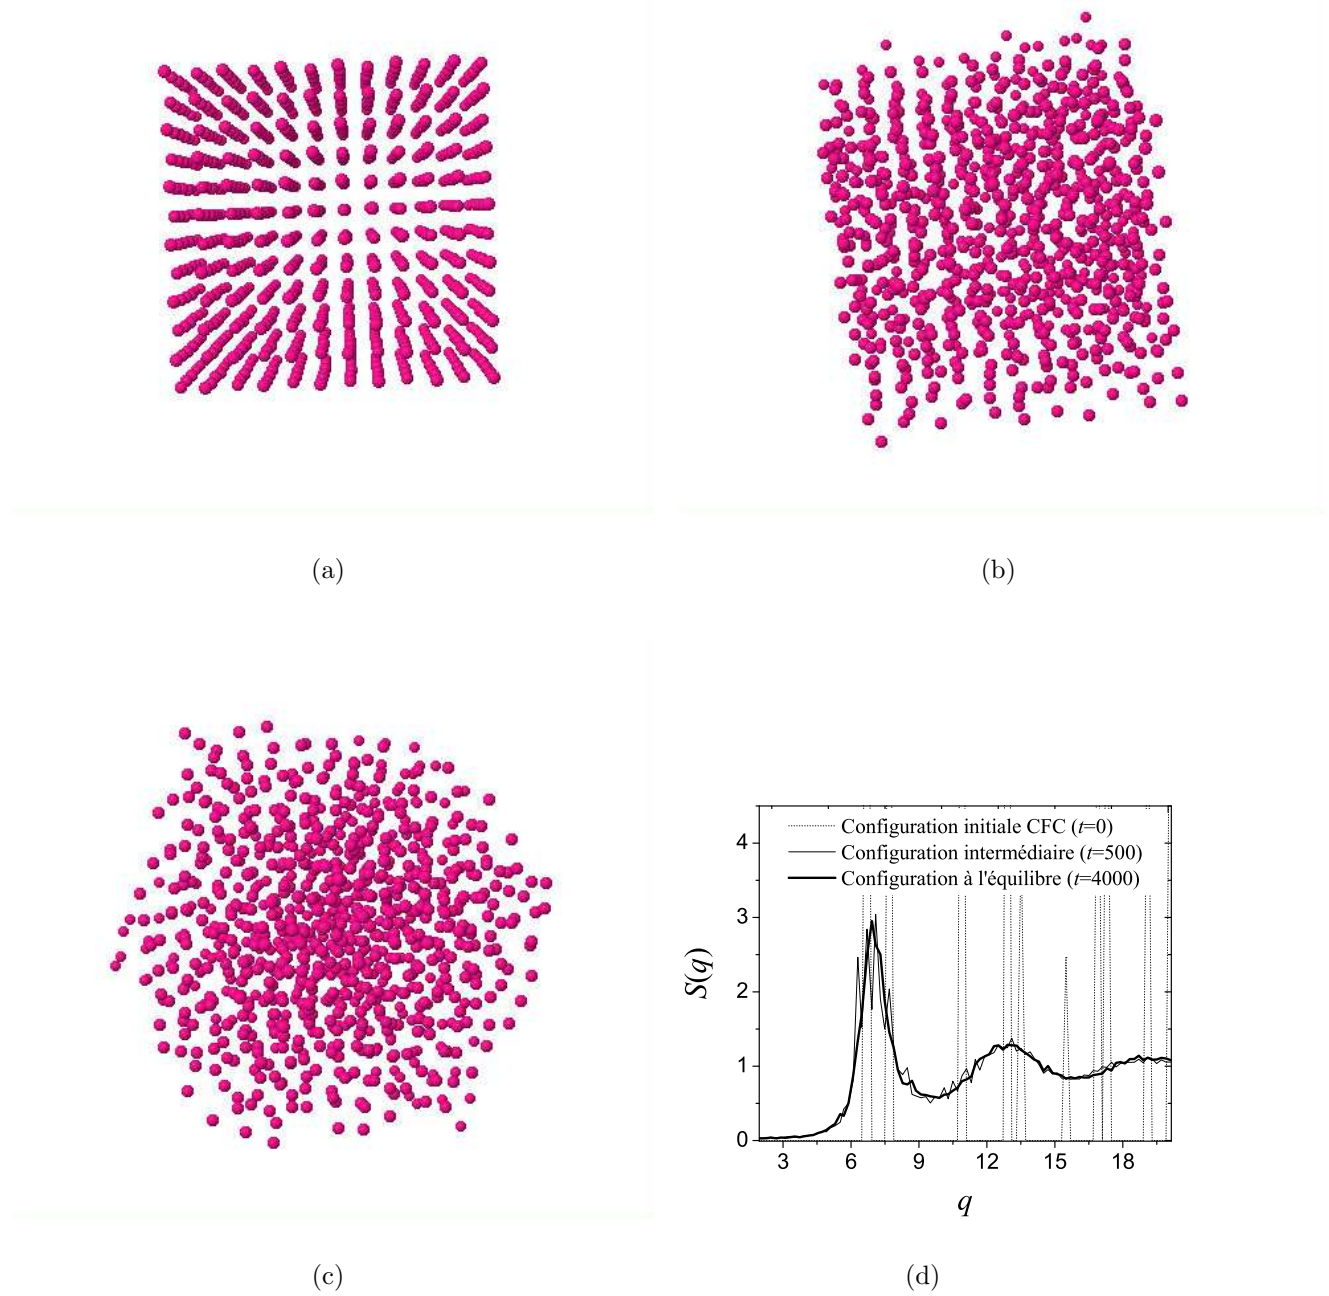 (a)
(b)
Configuration initiale CFC (t=0)
Configuration intermédiaire (t=500)
Configuration à l'équilibre (t=4000)
4
3
2
1
0
S(q)
3 6 9 12 15 18
q
(c)
(d)